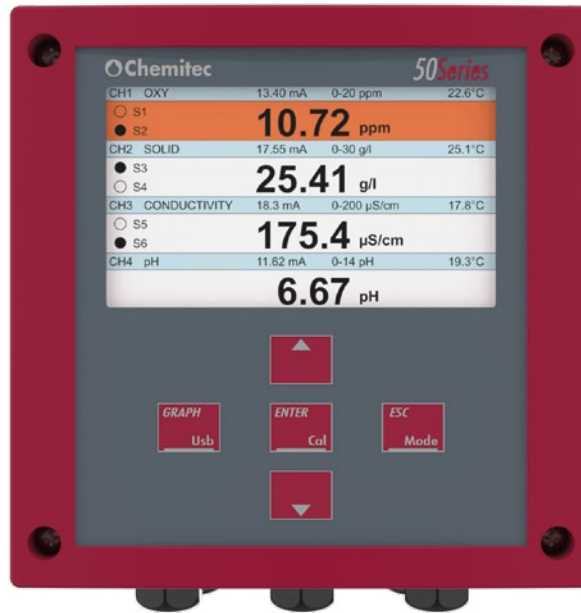 Chemitec 50Series
CH1 OXY 13.40 mA 0-20 ppm 22.6°C
S1
S2
10.72 ppm
CH2 SOLID 17.55 mA 0-30 g/l 25.1°C
S3
S4
25.41 g/l
CH3 CONDUCTIVITY 18.3 mA 0-200 µS/cm 17.8°C
S5
S6
175.4 µS/cm
CH4 pH 11.62 mA 0-14 pH 19.3°C
6.67 pH
GRAPH
Usb
ENTER
Cal
ESC
Mode